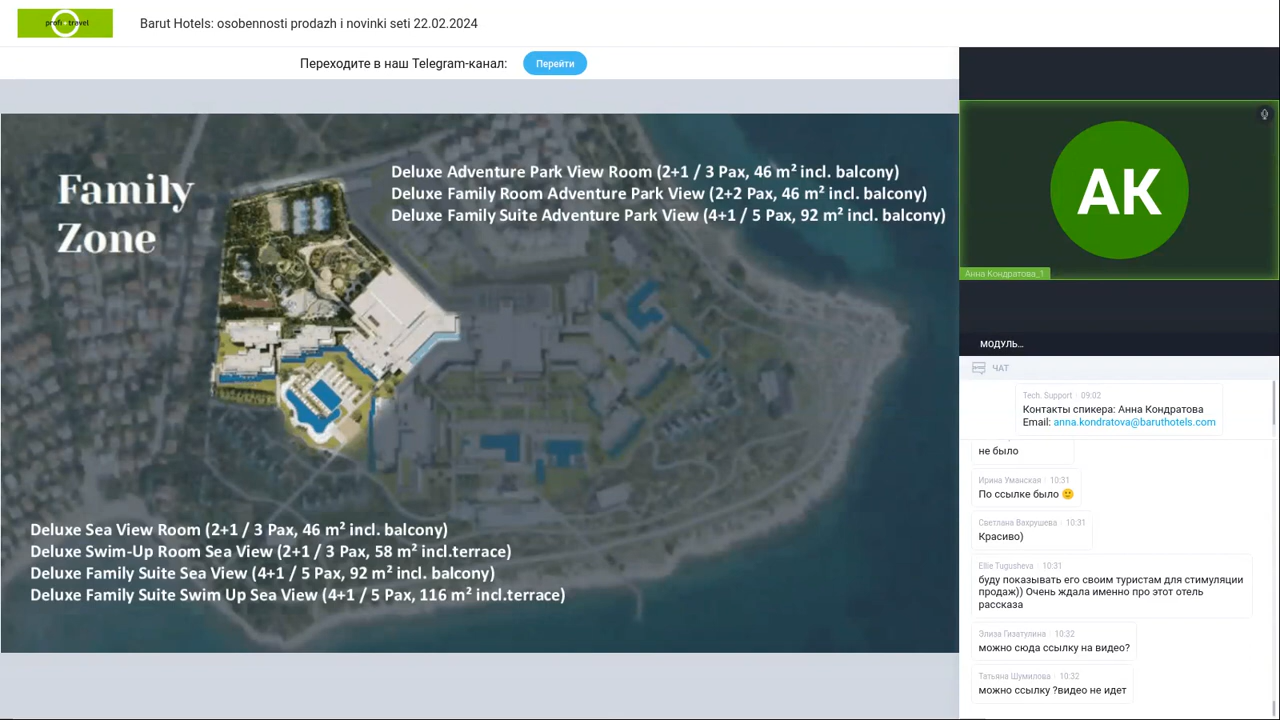 profi travel
Barut Hotels: osobennosti prodazh i novinki seti 22.02.2024
Переходите в наш Telegram-канал:
Перейти
Family
Zone
Deluxe Adventure Park View Room (2+1 / 3 Pax, 46 m² incl. balcony)
Deluxe Family Room Adventure Park View (2+2 Pax, 46 m² incl. balcony)
Deluxe Family Suite Adventure Park View (4+1 / 5 Pax, 92 m² incl. balcony)
Deluxe Sea View Room (2+1 / 3 Pax, 46 m² incl. balcony)
Deluxe Swim-Up Room Sea View (2+1 / 3 Pax, 58 m² incl.terrace)
Deluxe Family Suite Sea View (4+1 / 5 Pax, 92 m² incl. balcony)
Deluxe Family Suite Swim Up Sea View (4+1 / 5 Pax, 116 m² incl.terrace)
АК
Анна Кондратова_1
МОДУЛЬ...
ЧАТ
Tech. Support 09:02
Контакты спикера: Анна Кондратова
Email: anna.kondratova@baruthotels.com
не было
Ирина Уманская 10:31
По ссылке было 🙂
Светлана Вахрушева 10:31
Красиво)
Ellie Tugusheva 10:31
буду показывать его своим туристам для стимуляции
продаж)) Очень ждала именно про этот отель
рассказа
Элиза Гизатулина 10:32
можно сюда ссылку на видео?
Татьяна Шумилова 10:32
можно ссылку ?видео не идет